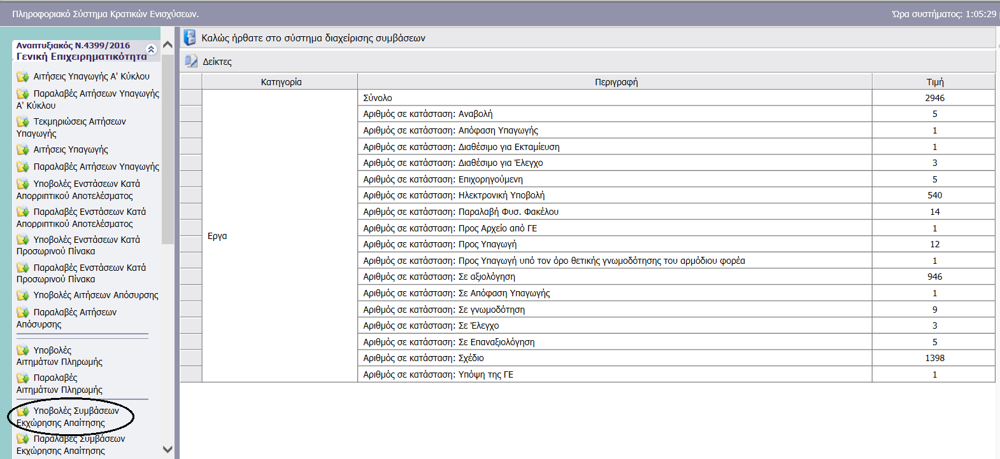 Πληροφοριακό Σύστημα Κρατικών Ενισχύσεων.
Ώρα συστήματος: 1:05:29
Αναπτυξιακός Ν.4399/2016
Γενική Επιχειρηματικότητα
Αιτήσεις Υπαγωγής Α' Κύκλου
Παραλαβές Αιτήσεων Υπαγωγής
Α' Κύκλου
Τεκμηριώσεις Αιτήσεων
Υπαγωγής
Αιτήσεις Υπαγωγής
Παραλαβές Αιτήσεων Υπαγωγής
Υποβολές Ενστάσεων Κατά
Απορριπτικού Αποτελέσματος
Παραλαβές Ενστάσεων Κατά
Απορριπτικού Αποτελέσματος
Υποβολές Ενστάσεων Κατά
Προσωρινού Πίνακα
Παραλαβές Ενστάσεων Κατά
Προσωρινού Πίνακα
Υποβολές Αιτήσεων Απόσυρσης
Παραλαβές Αιτήσεων
Απόσυρσης
Υποβολές
Αιτημάτων Πληρωμής
Παραλαβές
Αιτημάτων Πληρωμής
Υποβολές Συμβάσεων
Εκχώρησης Απαίτησης
Παραλαβές Συμβάσεων
Εκχώρησης Απαίτησης
Καλώς ήρθατε στο σύστημα διαχείρισης συμβάσεων
Δείκτες
Κατηγορία Περιγραφή Τιμή
Εργα
Σύνολο 2946
Αριθμός σε κατάσταση: Αναβολή 5
Αριθμός σε κατάσταση: Απόφαση Υπαγωγής 1
Αριθμός σε κατάσταση: Διαθέσιμο για Εκταμίευση 1
Αριθμός σε κατάσταση: Διαθέσιμο για Έλεγχο 3
Αριθμός σε κατάσταση: Επιχορηγούμενη 5
Αριθμός σε κατάσταση: Ηλεκτρονική Υποβολή 540
Αριθμός σε κατάσταση: Παραλαβή Φυσ. Φακέλου 14
Αριθμός σε κατάσταση: Προς Αρχείο από ΓΕ 1
Αριθμός σε κατάσταση: Προς Υπαγωγή 12
Αριθμός σε κατάσταση: Προς Υπαγωγή υπό τον όρο θετικής γνωμοδότησης του αρμόδιου φορέα 1
Αριθμός σε κατάσταση: Σε αξιολόγηση 946
Αριθμός σε κατάσταση: Σε Απόφαση Υπαγωγής 1
Αριθμός σε κατάσταση: Σε γνωμοδότηση 9
Αριθμός σε κατάσταση: Σε Έλεγχο 3
Αριθμός σε κατάσταση: Σε Επαναξιολόγηση 5
Αριθμός σε κατάσταση: Σχέδιο 1398
Αριθμός σε κατάσταση: Υπόψη της ΓΕ 1